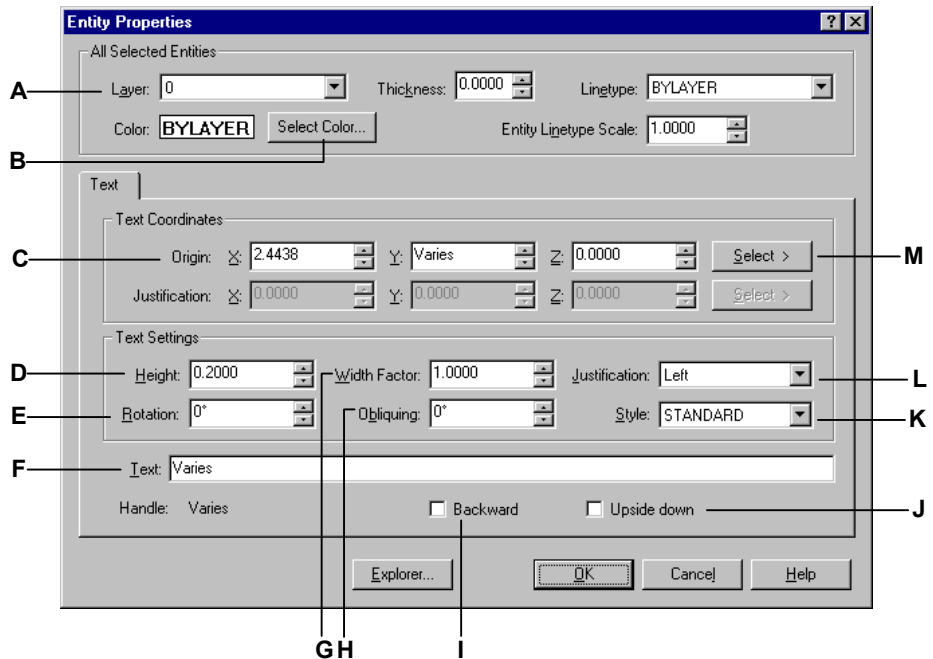 Entity Properties
All Selected Entities
A Layer: 0 Thickness: 0.0000 Linetype: BYLAYER
Color: BYLAYER Select Color... Entity Linetype Scale: 1.0000
B
Text
Text Coordinates
C Origin: X: 2.4438 Y: Varies Z: 0.0000 Select > M
Justification: X: 0.0000 Y: 0.0000 Z: 0.0000 Select >
Text Settings
D Height: 0.2000 Width Factor: 1.0000 Justification: Left L
E Rotation: 0° Obliquing: 0° Style: STANDARD K
F Text: Varies
Handle: Varies Backward Upside down J
Explorer... OK Cancel Help
G H I